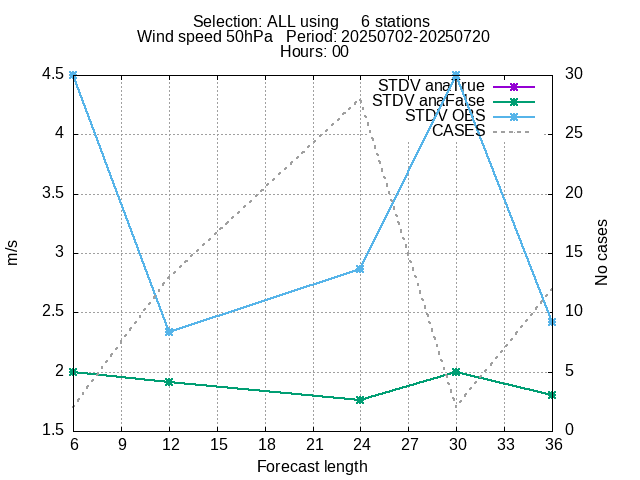 Selection: ALL using 6 stations
Wind speed 50hPa Period: 20250702-20250720
Hours: 00
STDV anaTrue
STDV anaFalse
STDV OBS
CASES
4.5
4
3.5
3
2.5
2
1.5
30
25
20
15
10
5
0
m/s
No cases
6 9 12 15 18 21 24 27 30 33 36
Forecast length